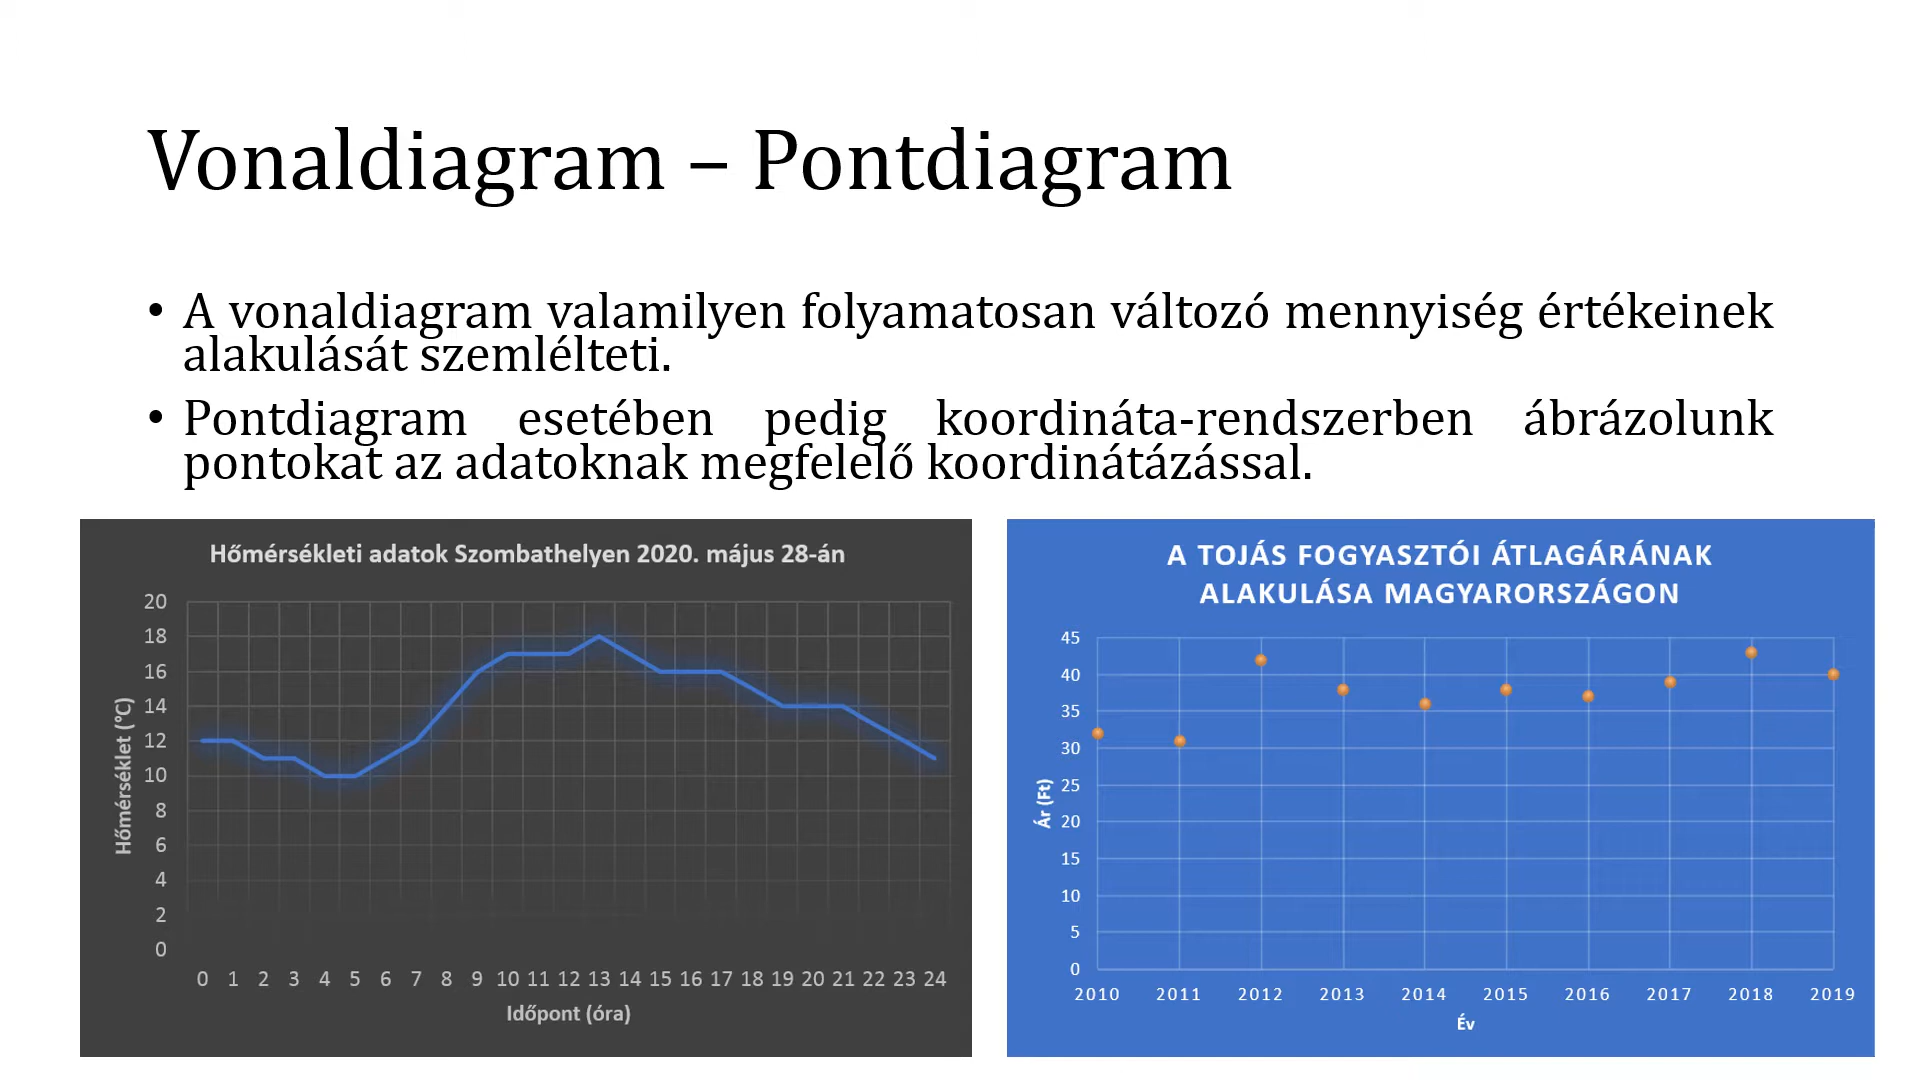 Vonaldiagram – Pontdiagram
• A vonaldiagram valamilyen folyamatosan változó mennyiség értékeinek
alakulását szemlélteti.
• Pontdiagram esetében pedig koordináta-rendszerben ábrázolunk
pontokat az adatoknak megfelelő koordinátázással.
Hőmérsékleti adatok Szombathelyen 2020. május 28-án
20
18
16
14
12
10
8
6
4
2
0
Hőmérséklet (°C)
0 1 2 3 4 5 6 7 8 9 10 11 12 13 14 15 16 17 18 19 20 21 22 23 24
Időpont (óra)
A TOJÁS FOGYASZTÓI ÁTLAGÁRÁNAK
ALAKULÁSA MAGYARORSZÁGON
45
40
35
30
25
20
15
10
5
0
Ár (Ft)
2010 2011 2012 2013 2014 2015 2016 2017 2018 2019
Év